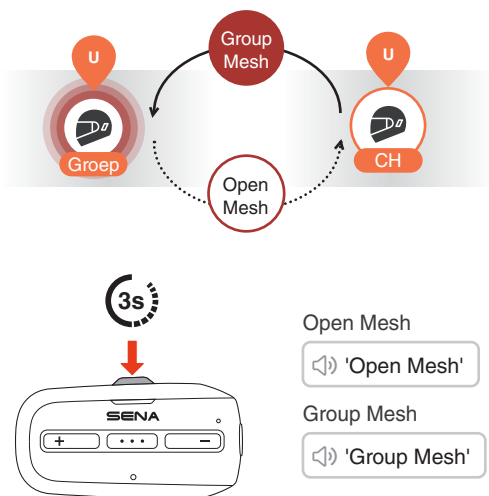 Group
Mesh
U
U
Groep
CH
Open
Mesh
3s
Open Mesh
'Open Mesh'
SENA
Group Mesh
'Group Mesh'